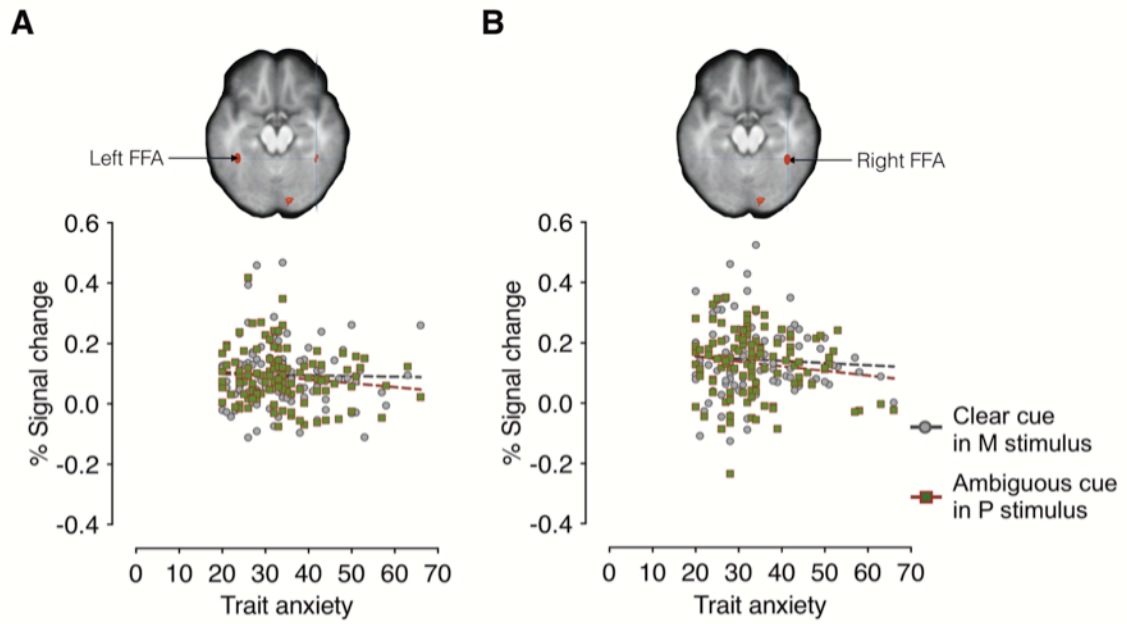 A
B
Left FFA
Right FFA
0.6
0.4
0.2
0.0
-0.2
-0.4
% Signal change
0 10 20 30 40 50 60 70
Trait anxiety
0.6
0.4
0.2
0.0
-0.2
-0.4
% Signal change
0 10 20 30 40 50 60 70
Trait anxiety
Clear cue
in M stimulus
Ambiguous cue
in P stimulus